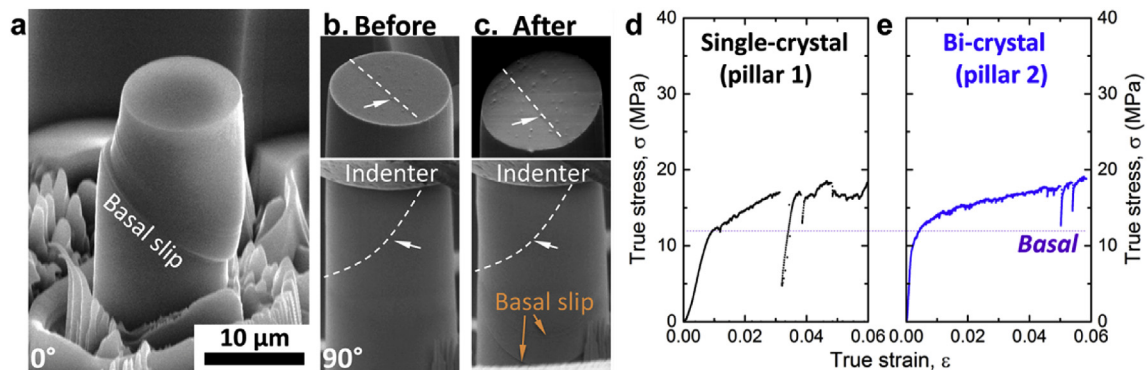 a
Basal slip
0°
10 µm
b. Before
Indenter
90°
c. After
Indenter
Basal slip
d
Single-crystal
(pillar 1)
True stress, σ (MPa)
40
30
20
10
0
0.00 0.02 0.04 0.06
e
Bi-crystal
(pillar 2)
Basal
0.00 0.02 0.04 0.06
40
30
20
10
0
True stress, σ (MPa)
True strain, ε